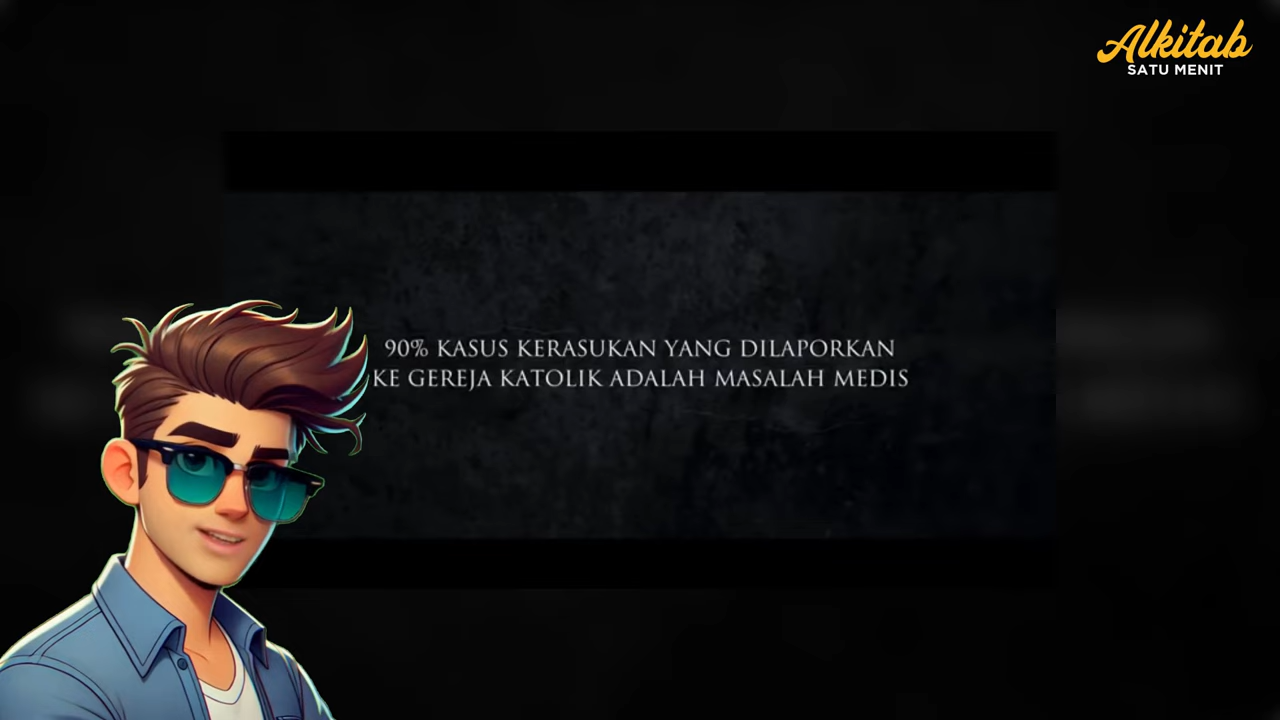 Alkitab
SATU MENIT
90% KASUS KERASUKAN YANG DILAPORKAN
KE GEREJA KATOLIK ADALAH MASALAH MEDIS